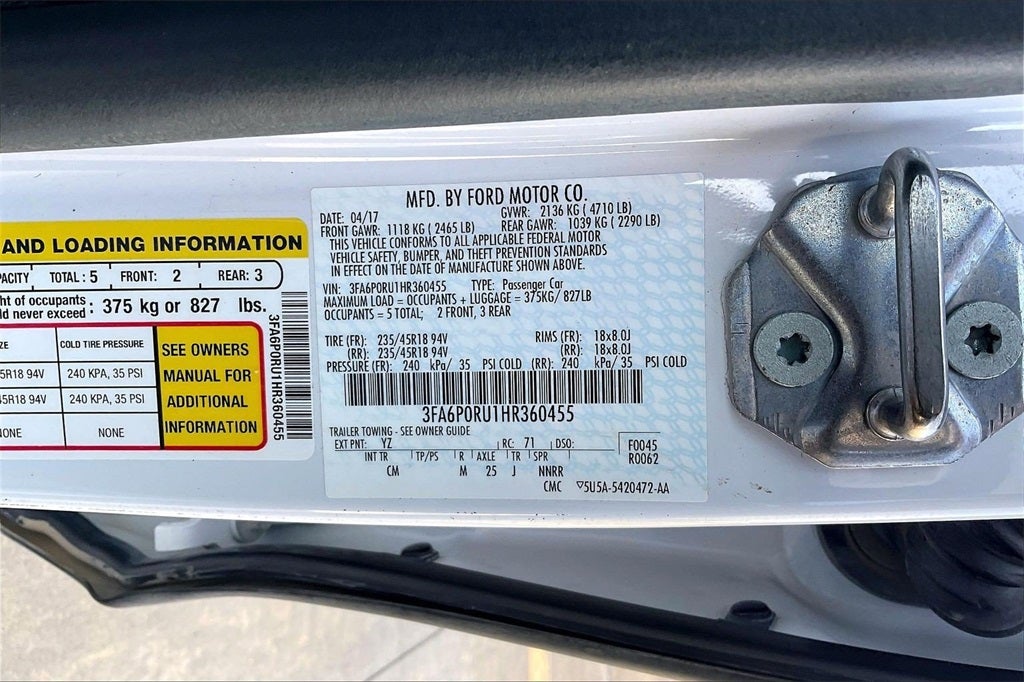 AND LOADING INFORMATION
TOTAL : 5 FRONT: 2 REAR: 3
of occupants
never exceed : 375 kg or 827 lbs.
COLD TIRE PRESSURE
R18 94V 240 KPA, 35 PSI
R18 94V 240 KPA, 35 PSI
NONE NONE
SEE OWNERS
MANUAL FOR
ADDITIONAL
INFORMATION
3FA6P0RU1HR360455
MFD. BY FORD MOTOR CO.
DATE: 04/17 GVWR: 2136 KG ( 4710 LB)
FRONT GAWR: 1118 KG ( 2465 LB) REAR GAWR: 1039 KG ( 2290 LB)
THIS VEHICLE CONFORMS TO ALL APPLICABLE FEDERAL MOTOR
VEHICLE SAFETY, BUMPER, AND THEFT PREVENTION STANDARDS
IN EFFECT ON THE DATE OF MANUFACTURE SHOWN ABOVE.
VIN: 3FA6P0RU1HR360455 TYPE: Passenger Car
MAXIMUM LOAD = OCCUPANTS + LUGGAGE = 375KG/ 827LB
OCCUPANTS = 5 TOTAL; 2 FRONT, 3 REAR
TIRE (FR): 235/45R18 94V RIMS (FR): 18x8.0J
(RR): 235/45R18 94V (RR): 18x8.0J
PRESSURE (FR): 240 kPa/ 35 PSI COLD (RR): 240 kPa/ 35 PSI COLD
3FA6P0RU1HR360455
TRAILER TOWING - SEE OWNER GUIDE
EXT PNT: YZ RC: 71 DSO: F0045
INT TR TP/PS R AXLE TR SPR R0062
CM M 25 J NNRR
CMC ▽5U5A-5420472-AA